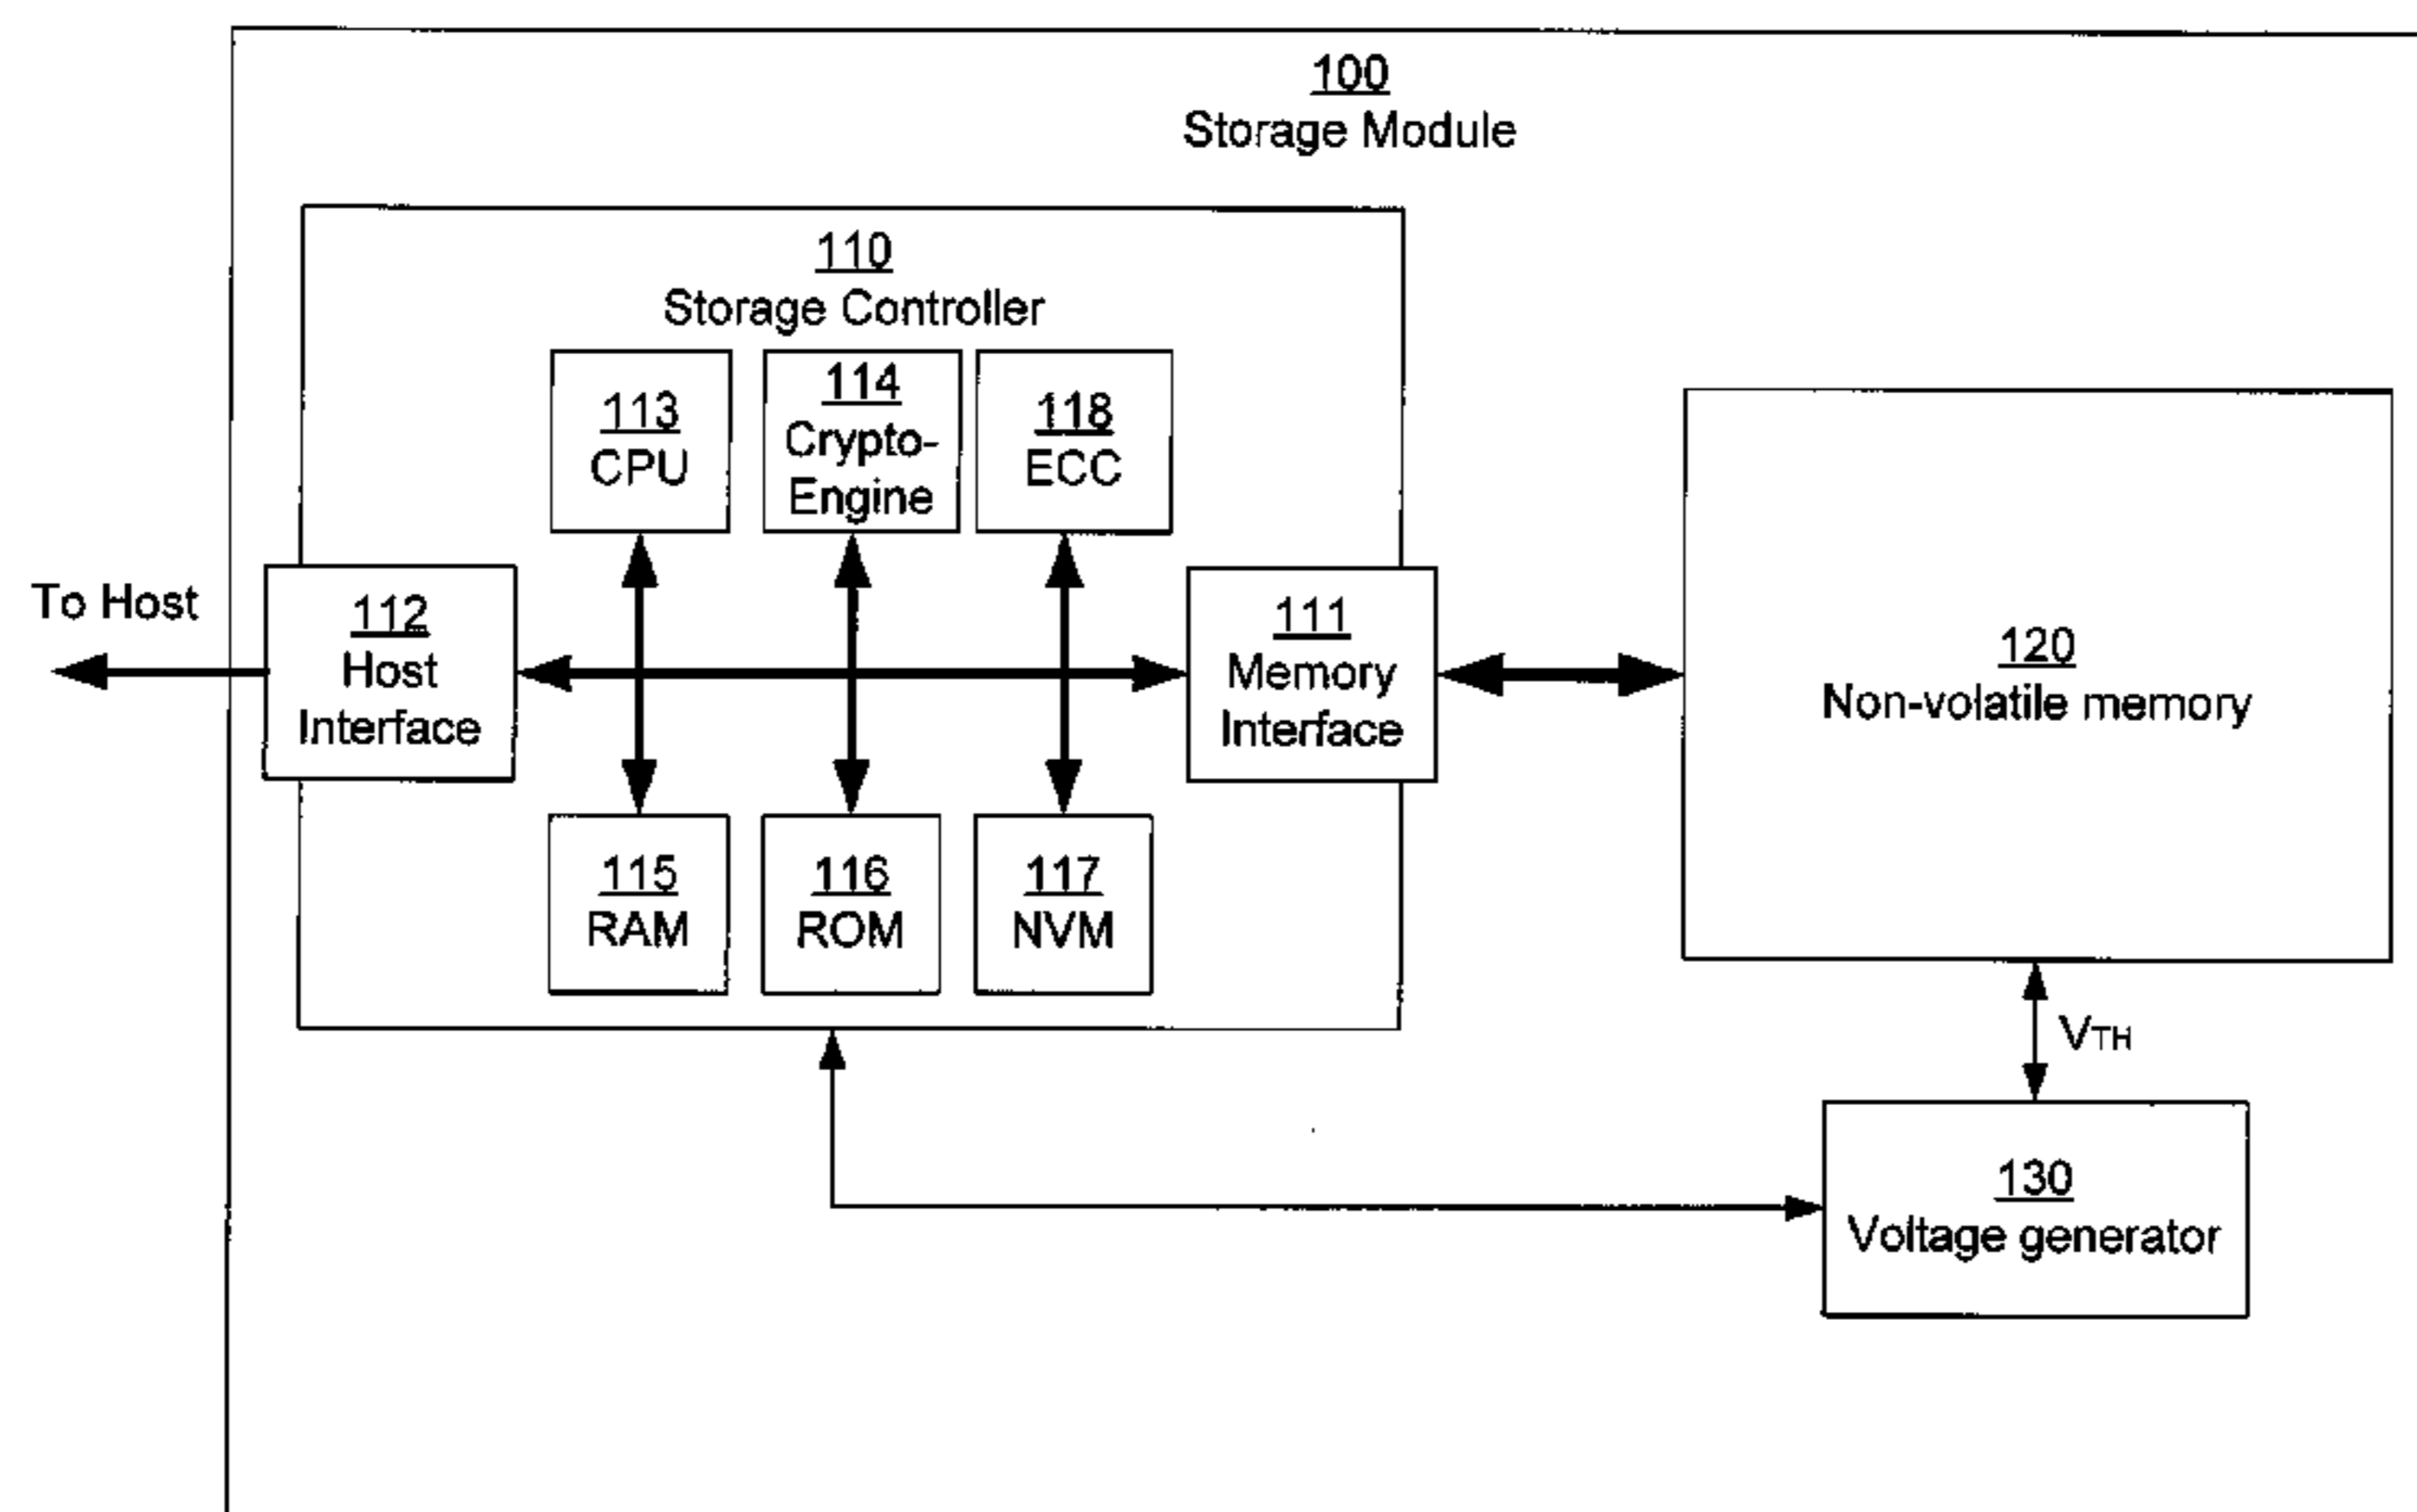 100
Storage Module
110
Storage Controller
113
CPU
114
Crypto-
Engine
118
ECC
To Host
112
Host
Interface
111
Memory
Interface
120
Non-volatile memory
115
RAM
116
ROM
117
NVM
VTH
130
Voltage generator